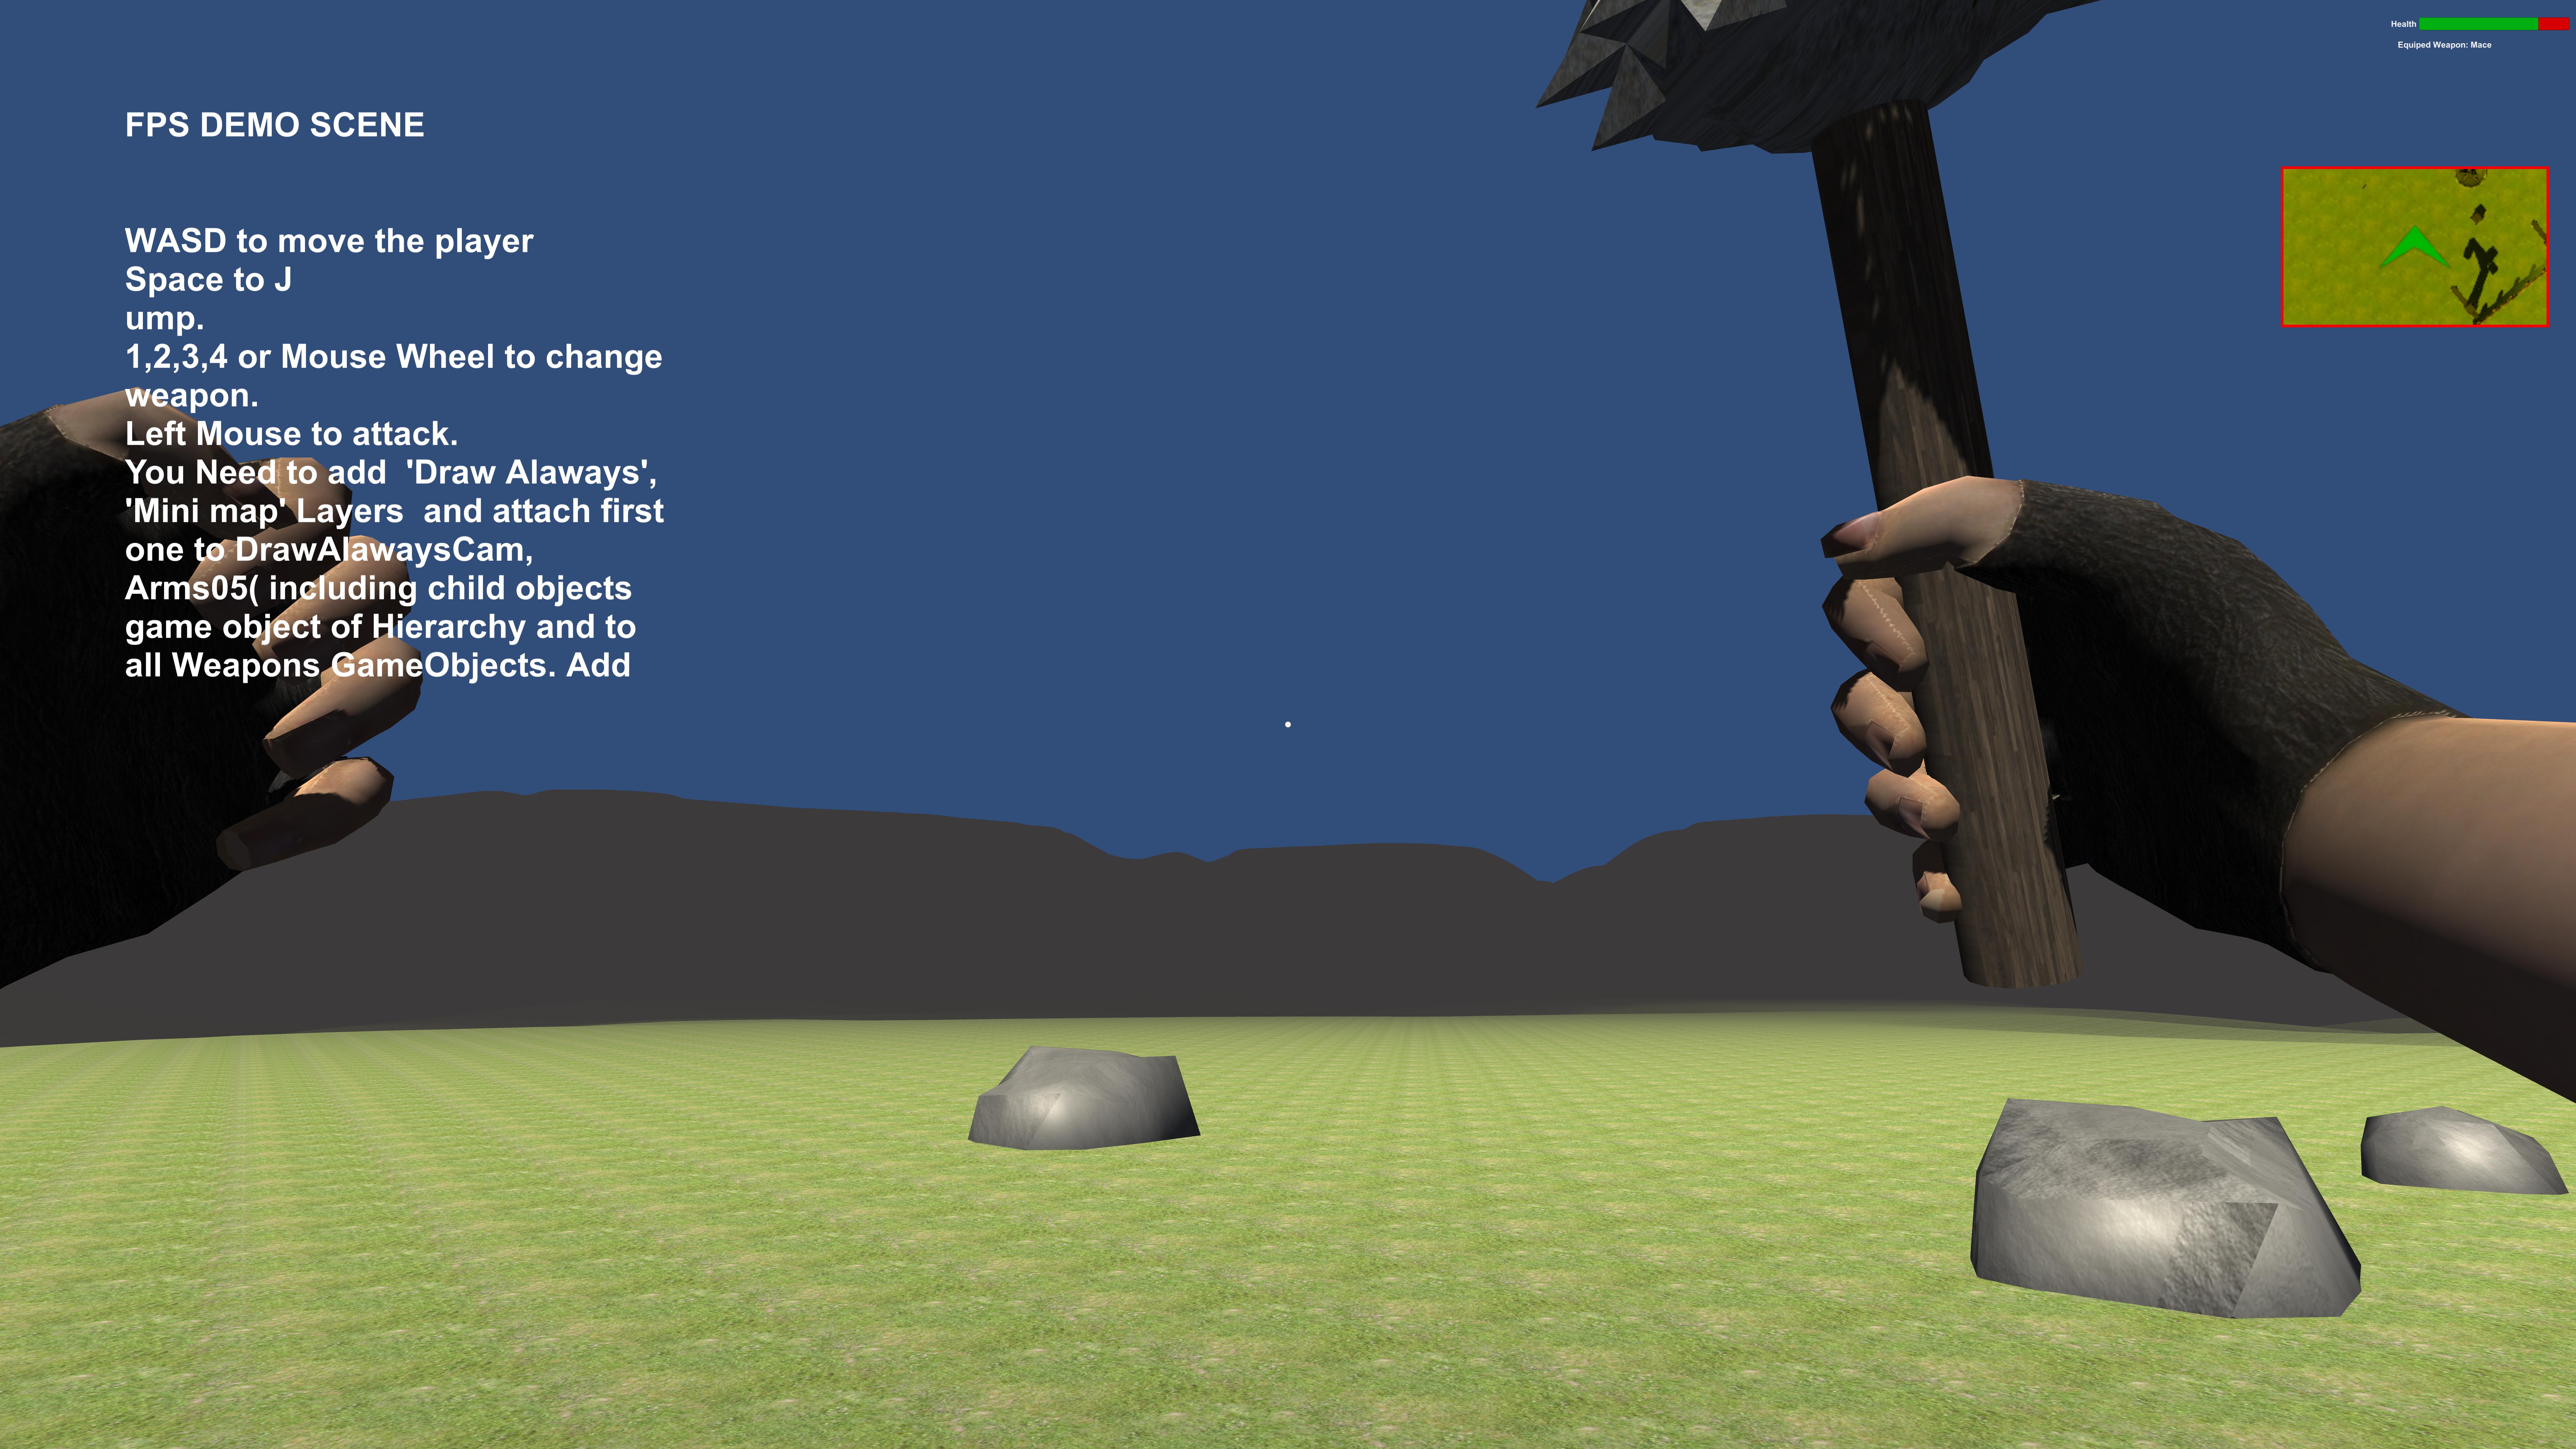 Health
Equiped Weapon: Mace
FPS DEMO SCENE
WASD to move the player
Space to J
ump.
1,2,3,4 or Mouse Wheel to change
weapon.
Left Mouse to attack.
You Need to add  'Draw Alaways',
'Mini map' Layers  and attach first
one to DrawAlawaysCam,
Arms05( including child objects
game object of Hierarchy and to
all Weapons GameObjects. Add